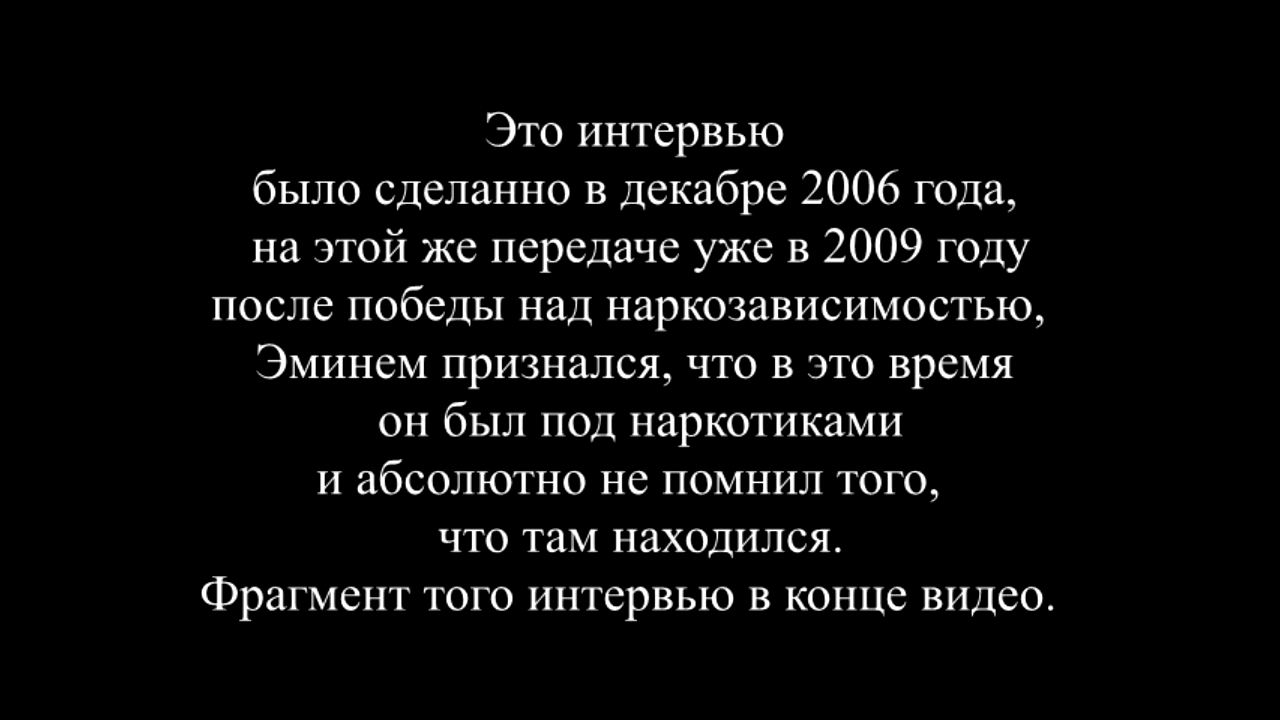 Это интервью
было сделанно в декабре 2006 года,
на этой же передаче уже в 2009 году
после победы над наркозависимостью,
Эминем признался, что в это время
он был под наркотиками
и абсолютно не помнил того,
что там находился.
Фрагмент того интервью в конце видео.